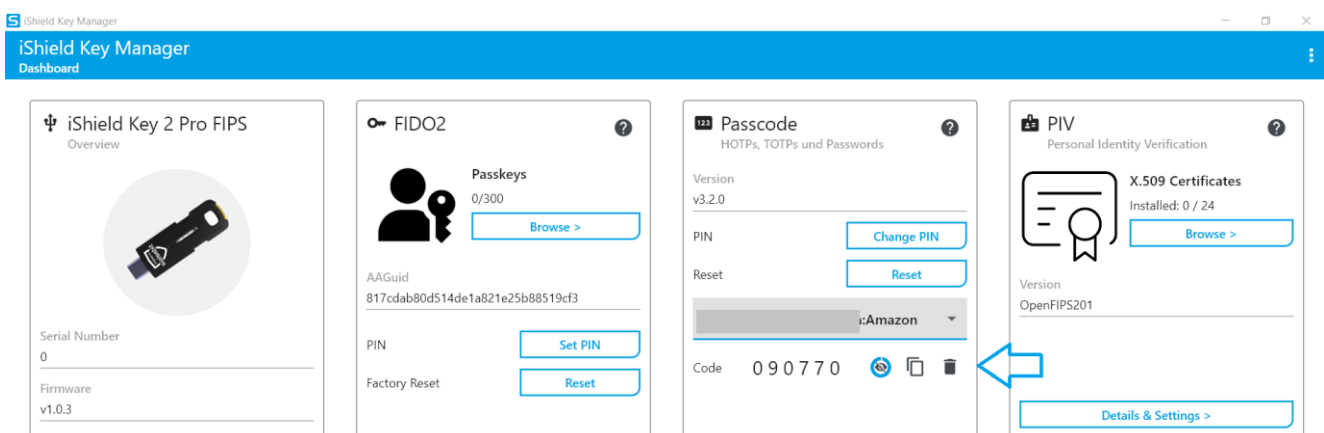 iShield Key Manager
iShield Key Manager
Dashboard
iShield Key 2 Pro FIPS
Overview
Serial Number
0
Firmware
v1.0.3
FIDO2
Passkeys
0/300
Browse >
AAGuid
817cdab80d514de1a821e25b88519cf3
PIN
Set PIN
Factory Reset
Reset
123
Passcode
HOTPs, TOTPs und Passwords
Version
v3.2.0
PIN
Change PIN
Reset
Reset
:Amazon
Code 090770
PIV
Personal Identity Verification
X.509 Certificates
Installed: 0 / 24
Browse >
Version
OpenFIPS201
Details & Settings >